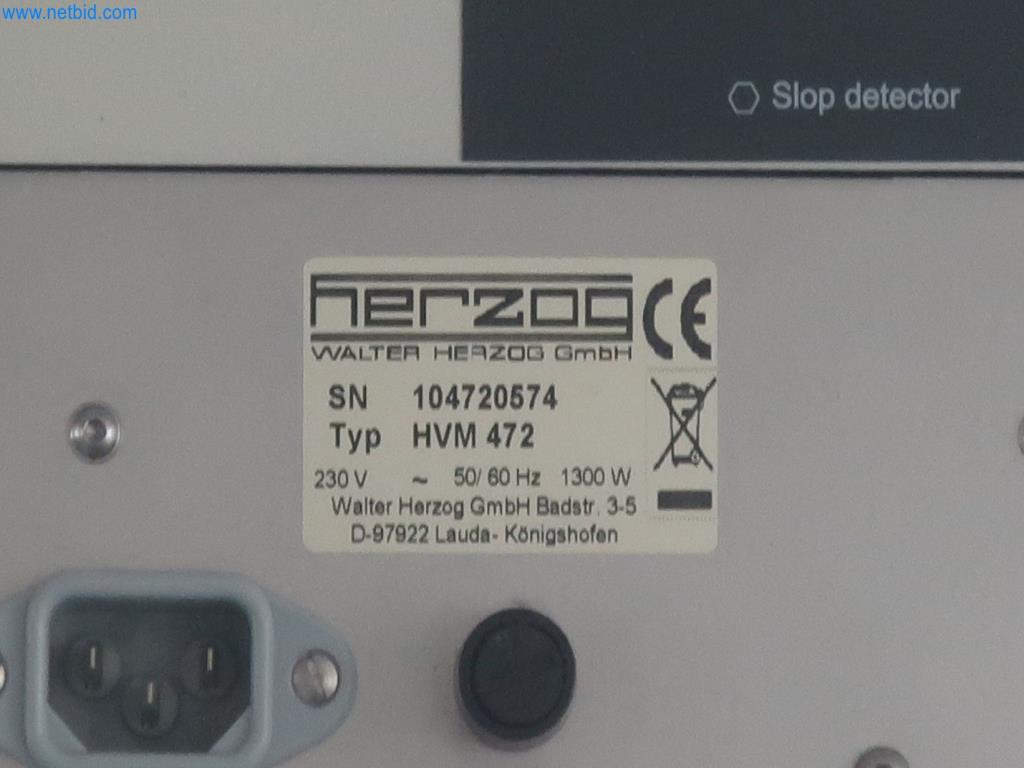 www.netbid.com
Slop detector
herzog CE
WALTER HERZOG GmbH
SN 104720574
Typ HVM 472
230 V ~ 50/ 60 Hz 1300 W
Walter Herzog GmbH Badstr. 3-5
D-97922 Lauda- Königshofen